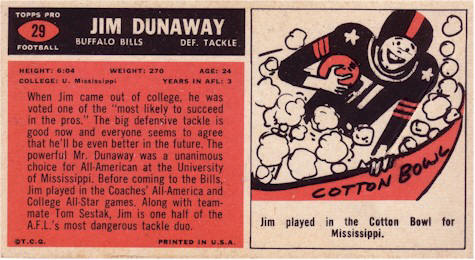 TOPPS PRO
29
FOOTBALL
JIM DUNAWAY
BUFFALO BILLS DEF. TACKLE
HEIGHT: 6:04 WEIGHT: 270 AGE: 24
COLLEGE: U. Mississippi YEARS IN AFL: 3
When Jim came out of college, he was
voted one of the "most likely to succeed
in the pros." The big defensive tackle is
good now and everyone seems to agree
that he'll be even better in the future. The
powerful Mr. Dunaway was a unanimous
choice for All-American at the University
of Mississippi. Before coming to the Bills,
Jim played in the Coaches' All-America and
College All-Star games. Along with team-
mate Tom Sestak, Jim is one half of the
A.F.L.'s most dangerous tackle duo.
©T.C.G. PRINTED IN U.S.A.
COTTON BOWL
Jim played in the Cotton Bowl for
Mississippi.